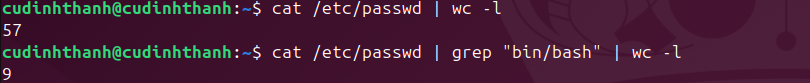 cudinhthanh@cudinhthanh:~$ cat /etc/passwd | wc -l
57
cudinhthanh@cudinhthanh:~$ cat /etc/passwd | grep "bin/bash" | wc -l
9